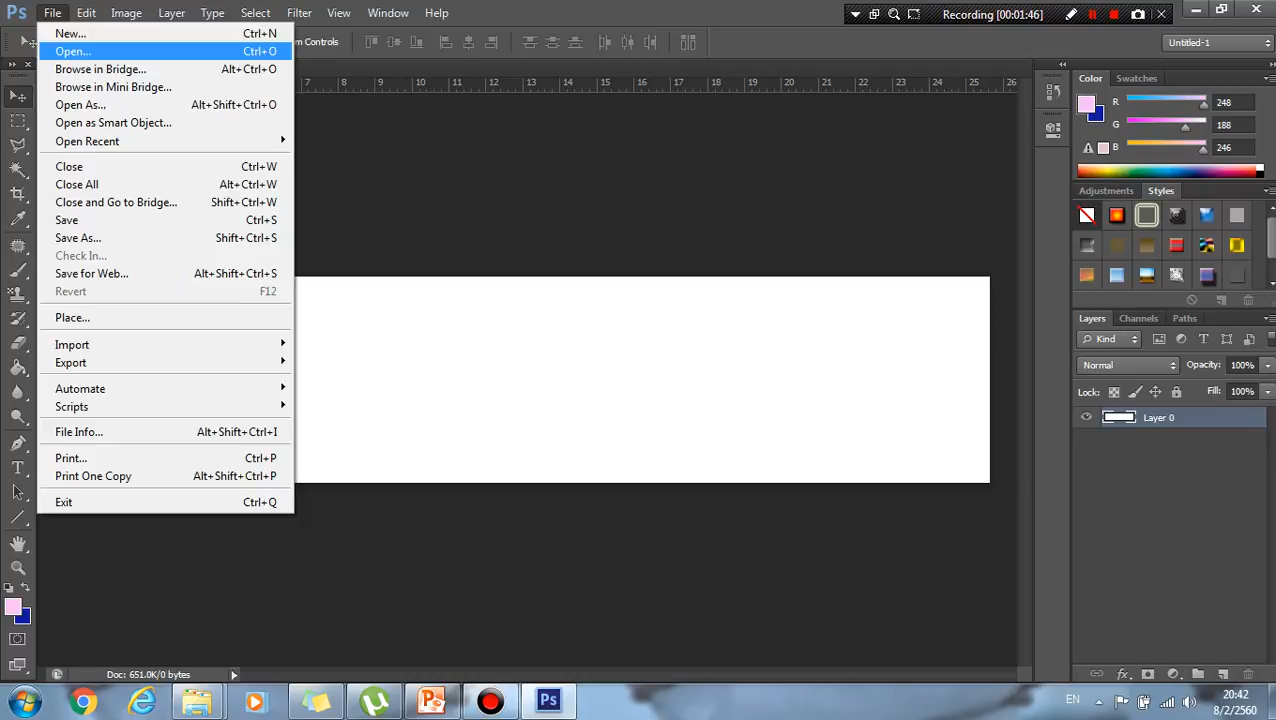 Ps File Edit Image Layer Type Select Filter View Window Help
Recording [00:01:46]
m Controls
Untitled-1
New... Ctrl+N
Open... Ctrl+O
Browse in Bridge... Alt+Ctrl+O
Browse in Mini Bridge...
Open As... Alt+Shift+Ctrl+O
Open as Smart Object...
Open Recent
Close Ctrl+W
Close All Alt+Ctrl+W
Close and Go to Bridge... Shift+Ctrl+W
Save Ctrl+S
Save As... Shift+Ctrl+S
Check In...
Save for Web... Alt+Shift+Ctrl+S
Revert F12
Place...
Import
Export
Automate
Scripts
File Info... Alt+Shift+Ctrl+I
Print... Ctrl+P
Print One Copy Alt+Shift+Ctrl+P
Exit Ctrl+Q
7 8 9 10 11 12 13 14 15 16 17 18 19 20 21 22 23 24 25 26
Color Swatches
R 248
G 188
B 246
Adjustments Styles
Layers Channels Paths
Kind
Normal Opacity: 100%
Lock: Fill: 100%
Layer 0
Doc: 651.0K/0 bytes
Ps
EN
20:42
8/2/2560